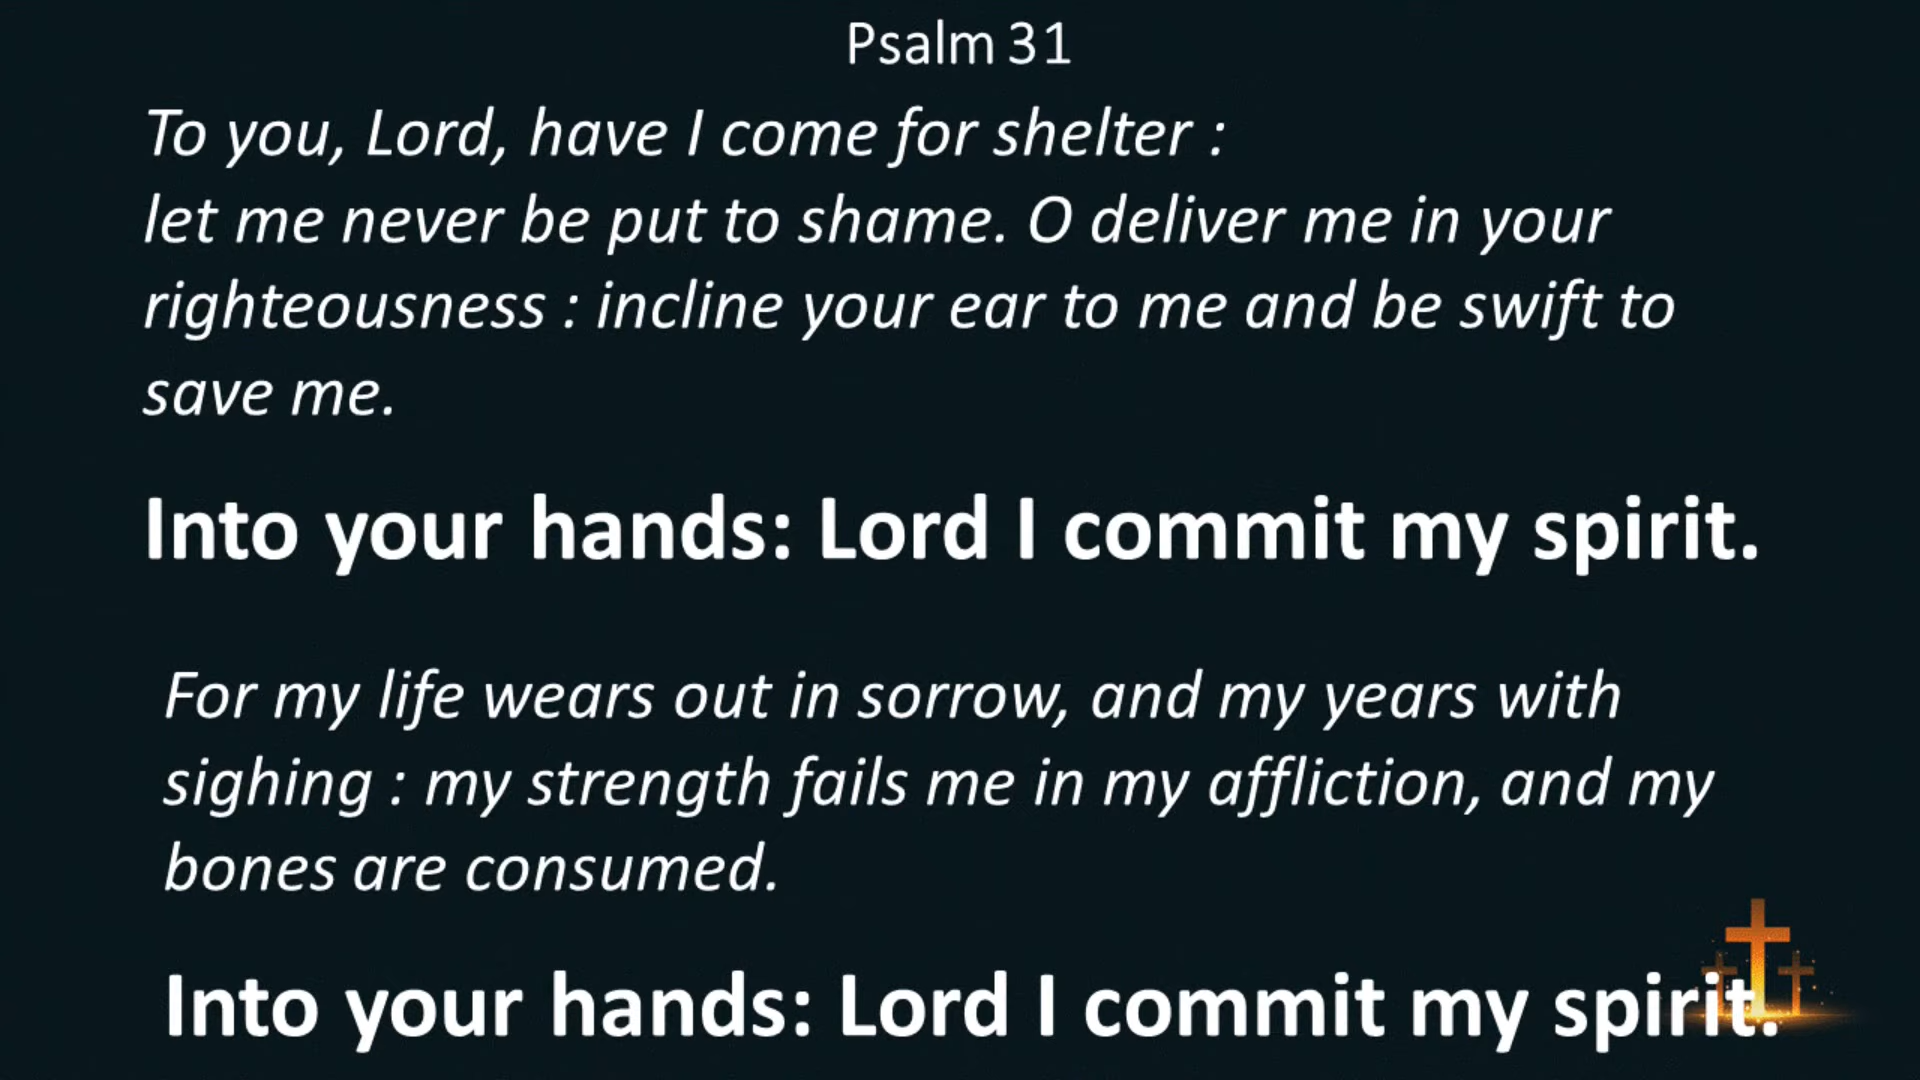 Psalm 31
To you, Lord, have I come for shelter :
let me never be put to shame. O deliver me in your
righteousness : incline your ear to me and be swift to
save me.
Into your hands: Lord I commit my spirit.
For my life wears out in sorrow, and my years with
sighing : my strength fails me in my affliction, and my
bones are consumed.
Into your hands: Lord I commit my spirit.